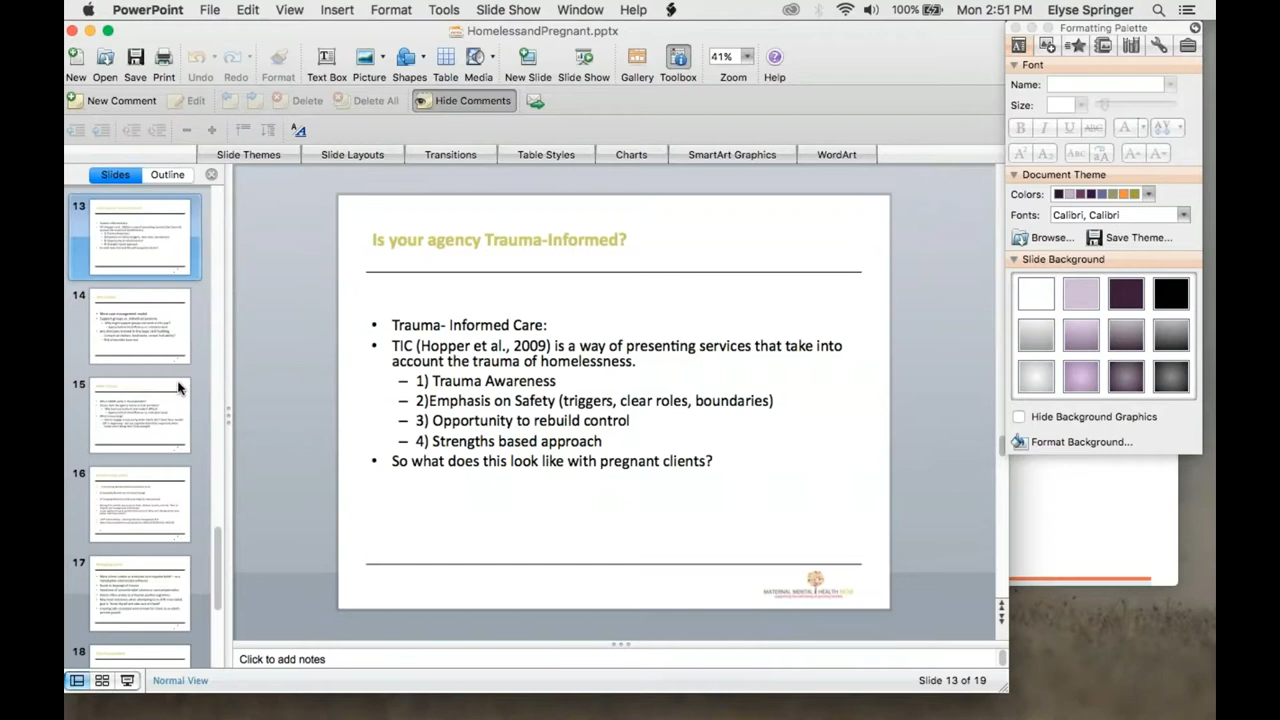 PowerPoint File Edit View Insert Format Tools Slide Show Window Help 100% Mon 2:51 PM Elyse Springer
HomelessandPregnant.pptx
New Open Save Print Undo Redo Format Text Box Picture Shapes Table Media New Slide Slide Show Gallery Toolbox 41% Zoom Help
New Comment Edit Delete Delete All Hide Comments
Slide Themes Slide Layouts Transitions Table Styles Charts SmartArt Graphics WordArt
Slides Outline
13
14
15
16
17
18
Is your agency Trauma-Informed?
• Trauma- Informed Care:
• TIC (Hopper et al., 2009) is a way of presenting services that take into
account the trauma of homelessness.
– 1) Trauma Awareness
– 2)Emphasis on Safety (triggers, clear roles, boundaries)
– 3) Opportunity to rebuild control
– 4) Strengths based approach
• So what does this look like with pregnant clients?
MATERNAL MENTAL HEALTH NOW
Click to add notes
Normal View Slide 13 of 19
Formatting Palette
Font
Name:
Size:
B I U ABC A AV
A² A₂ ABC A A
Document Theme
Colors:
Fonts: Calibri, Calibri
Browse... Save Theme...
Slide Background
Hide Background Graphics
Format Background...